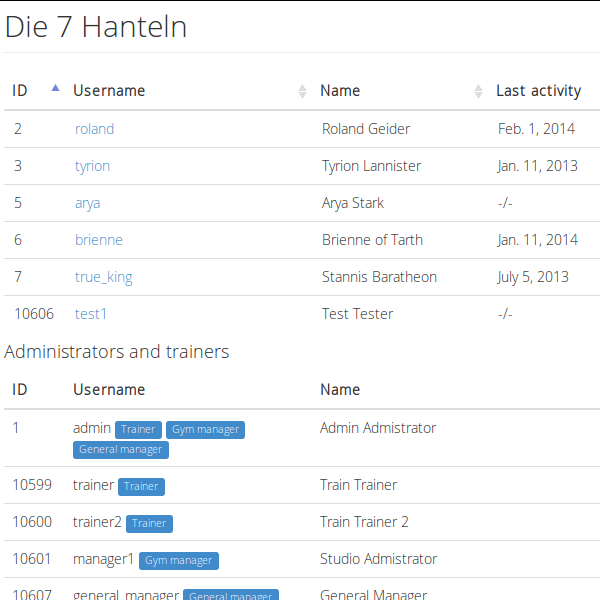 Die 7 Hanteln
ID Username Name Last activity
2 roland Roland Geider Feb. 1, 2014
3 tyrion Tyrion Lannister Jan. 11, 2013
5 arya Arya Stark -/-
6 brienne Brienne of Tarth Jan. 11, 2014
7 true_king Stannis Baratheon July 5, 2013
10606 test1 Test Tester -/-
Administrators and trainers
ID Username Name
1 admin Trainer Gym manager Admin Admistrator
General manager
10599 trainer Trainer Train Trainer
10600 trainer2 Trainer Train Trainer 2
10601 manager1 Gym manager Studio Admistrator
10607 general_manager General manager General Manager